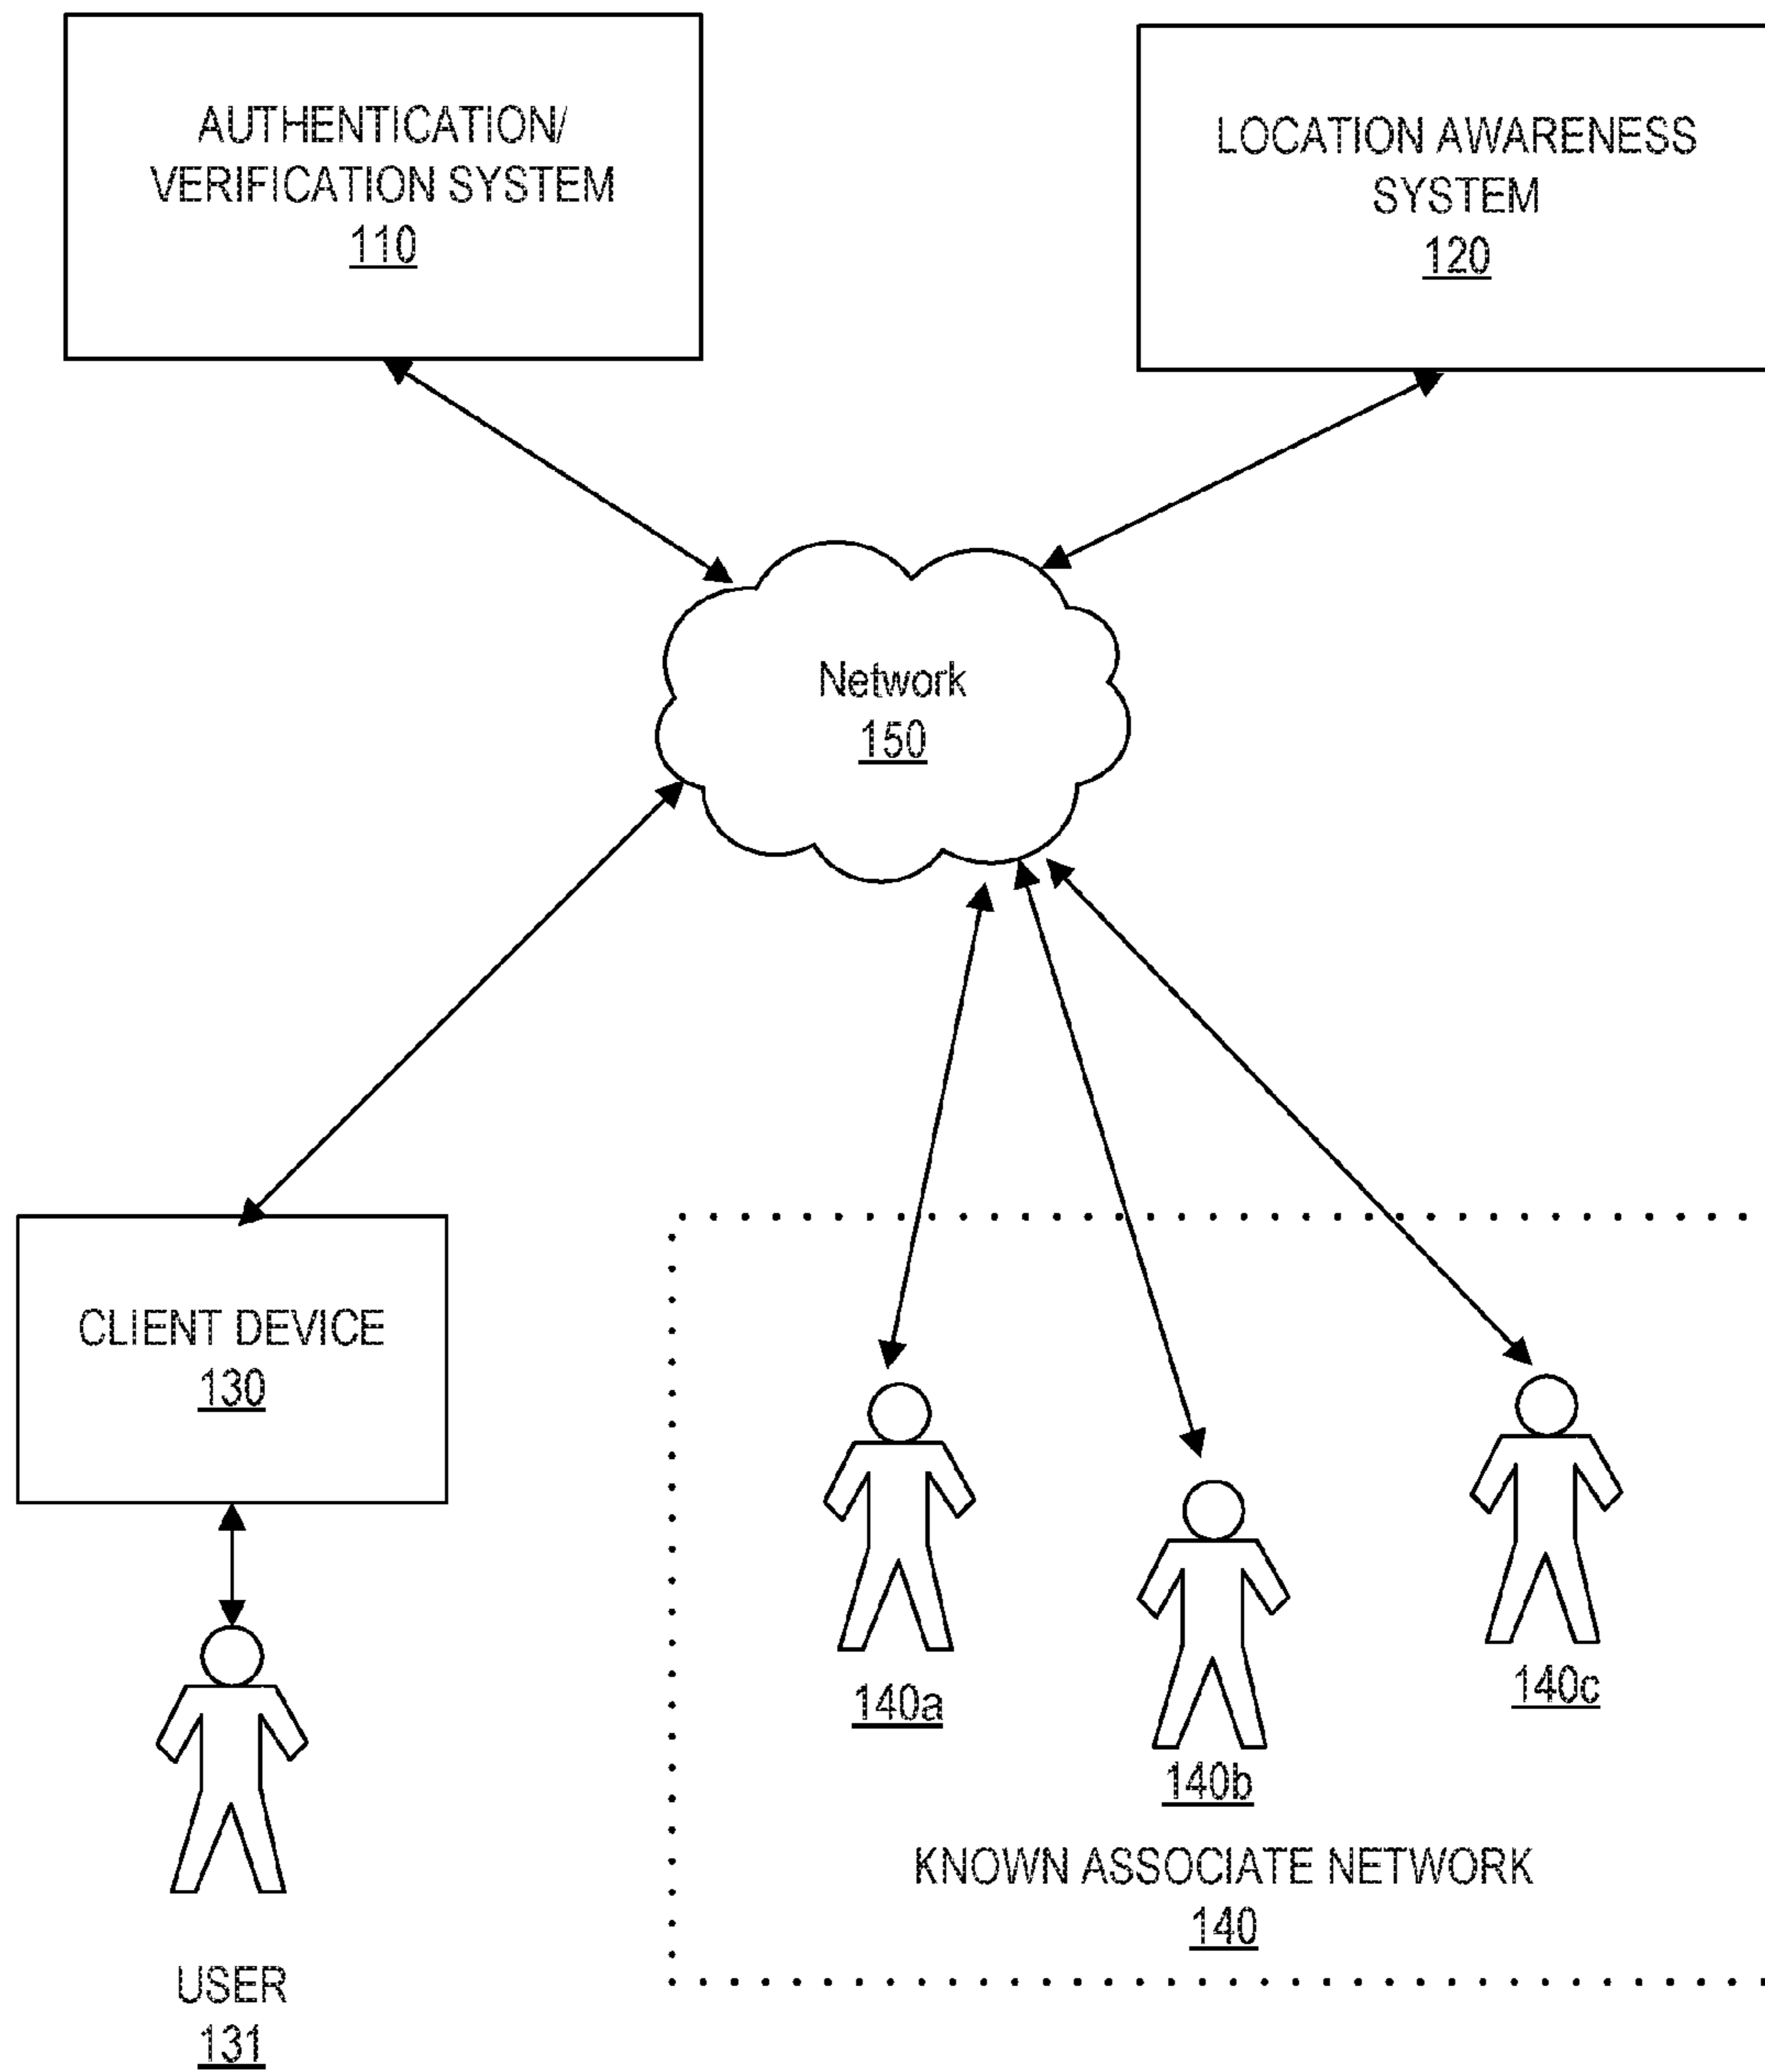 AUTHENTICATION/
VERIFICATION SYSTEM
110
LOCATION AWARENESS
SYSTEM
120
Network
150
CLIENT DEVICE
130
140a
140b
140c
KNOWN ASSOCIATE NETWORK
140
USER
131